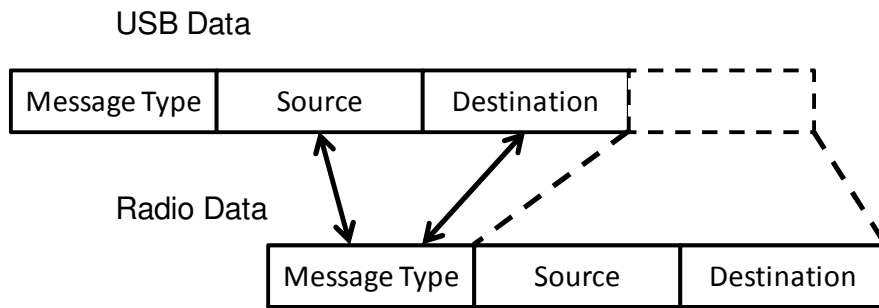 USB Data
Message Type Source Destination
Radio Data
Message Type Source Destination